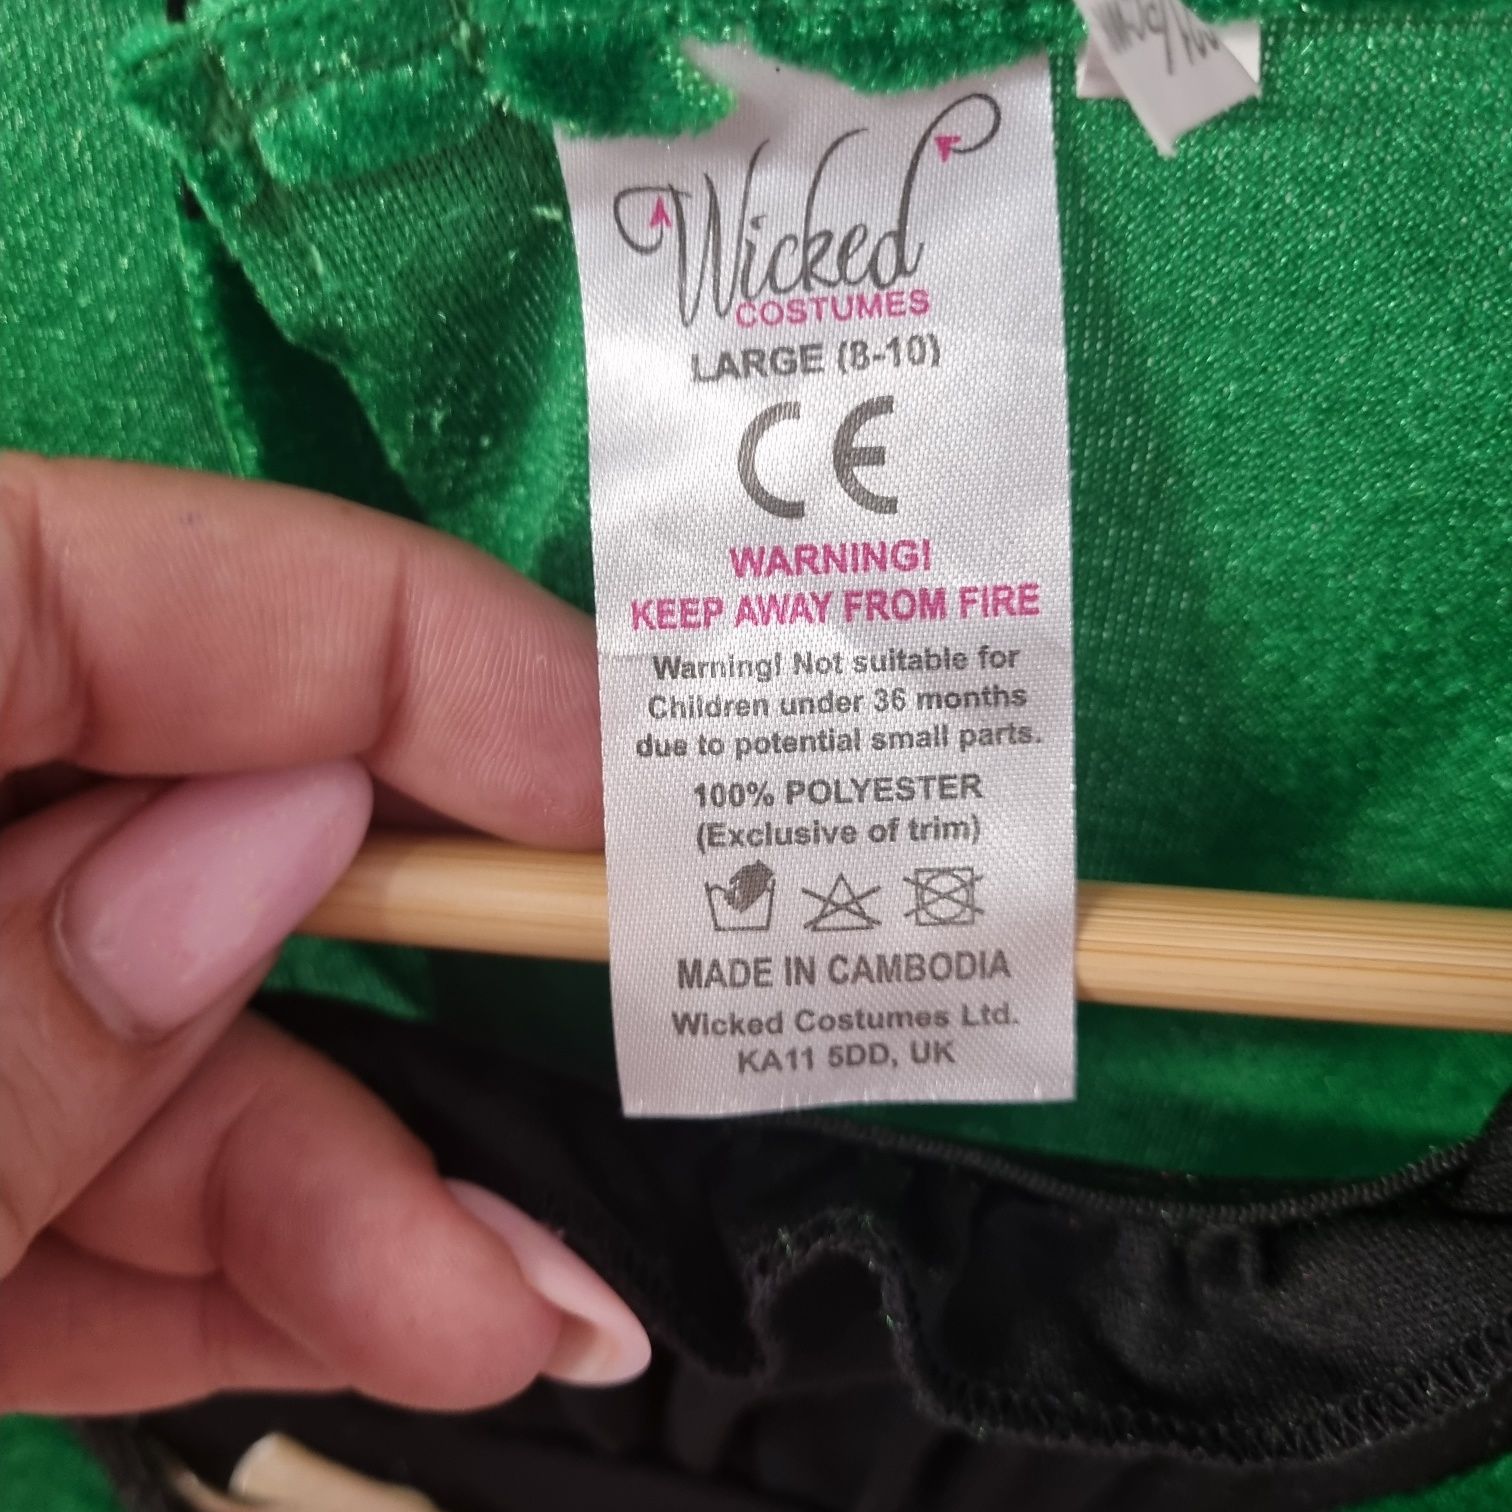 Wicked
COSTUMES
LARGE (8-10)
CE
WARNING!
KEEP AWAY FROM FIRE
Warning! Not suitable for
Children under 36 months
due to potential small parts.
100% POLYESTER
(Exclusive of trim)
MADE IN CAMBODIA
Wicked Costumes Ltd.
KA11 5DD, UK